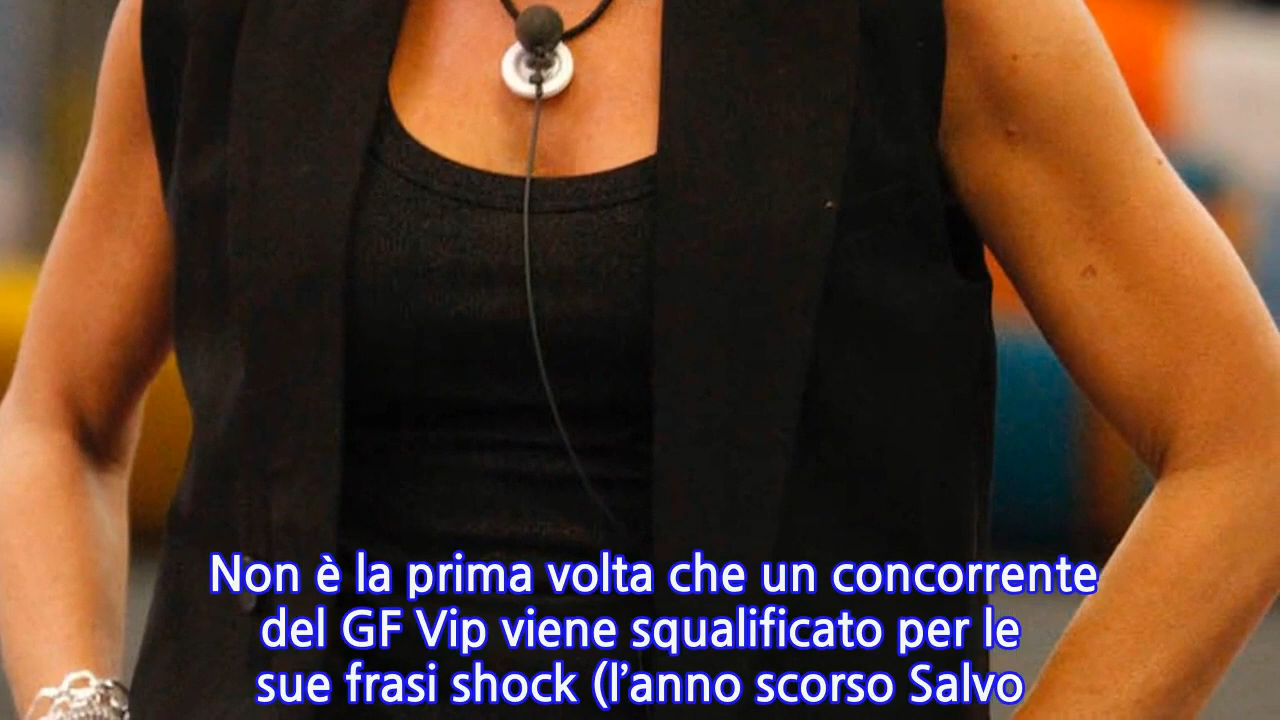 Non è la prima volta che un concorrente
del GF Vip viene squalificato per le
sue frasi shock (l’anno scorso Salvo